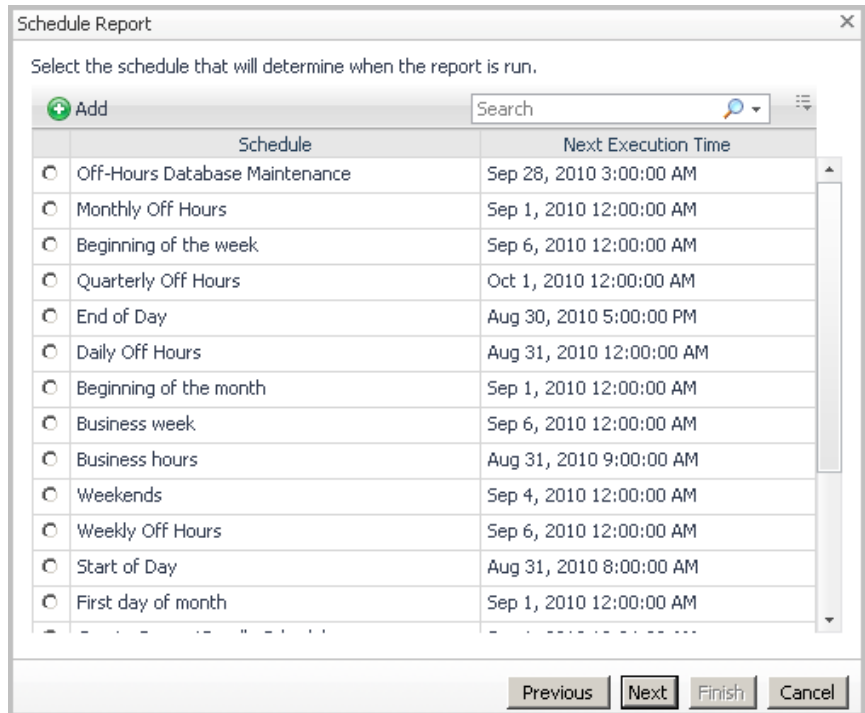 Schedule Report
Select the schedule that will determine when the report is run.
Add
Search
Schedule Next Execution Time
Off-Hours Database Maintenance Sep 28, 2010 3:00:00 AM
Monthly Off Hours Sep 1, 2010 12:00:00 AM
Beginning of the week Sep 6, 2010 12:00:00 AM
Quarterly Off Hours Oct 1, 2010 12:00:00 AM
End of Day Aug 30, 2010 5:00:00 PM
Daily Off Hours Aug 31, 2010 12:00:00 AM
Beginning of the month Sep 1, 2010 12:00:00 AM
Business week Sep 6, 2010 12:00:00 AM
Business hours Aug 31, 2010 9:00:00 AM
Weekends Sep 4, 2010 12:00:00 AM
Weekly Off Hours Sep 6, 2010 12:00:00 AM
Start of Day Aug 31, 2010 8:00:00 AM
First day of month Sep 1, 2010 12:00:00 AM
Previous Next Finish Cancel